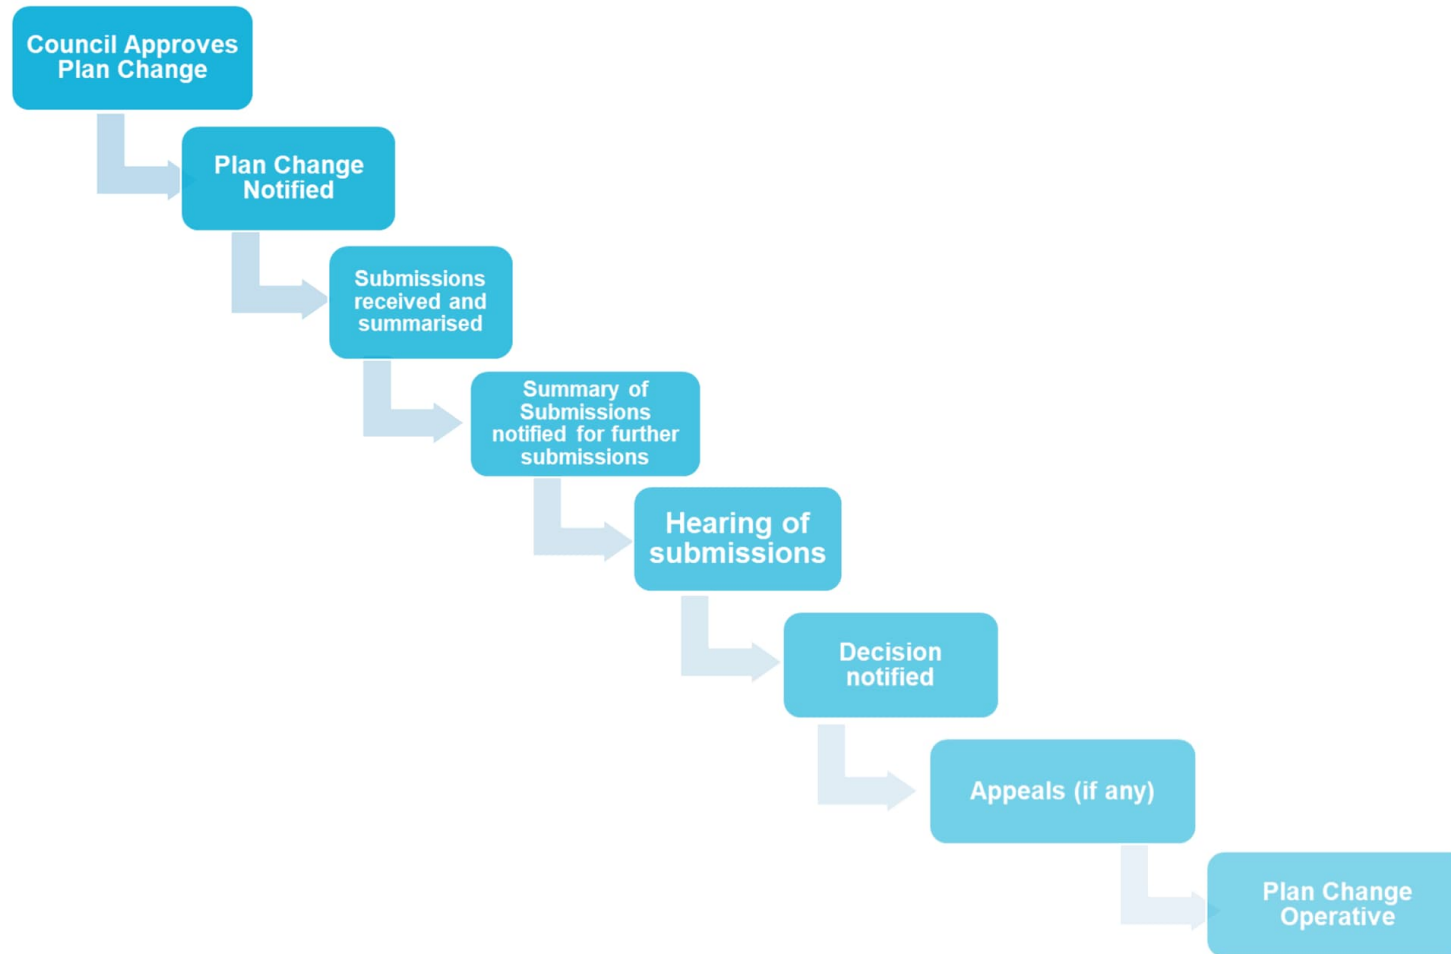 Council Approves
Plan Change
Plan Change
Notified
Submissions
received and
summarised
Summary of
Submissions
notified for further
submissions
Hearing of
submissions
Decision
notified
Appeals (if any)
Plan Change
Operative